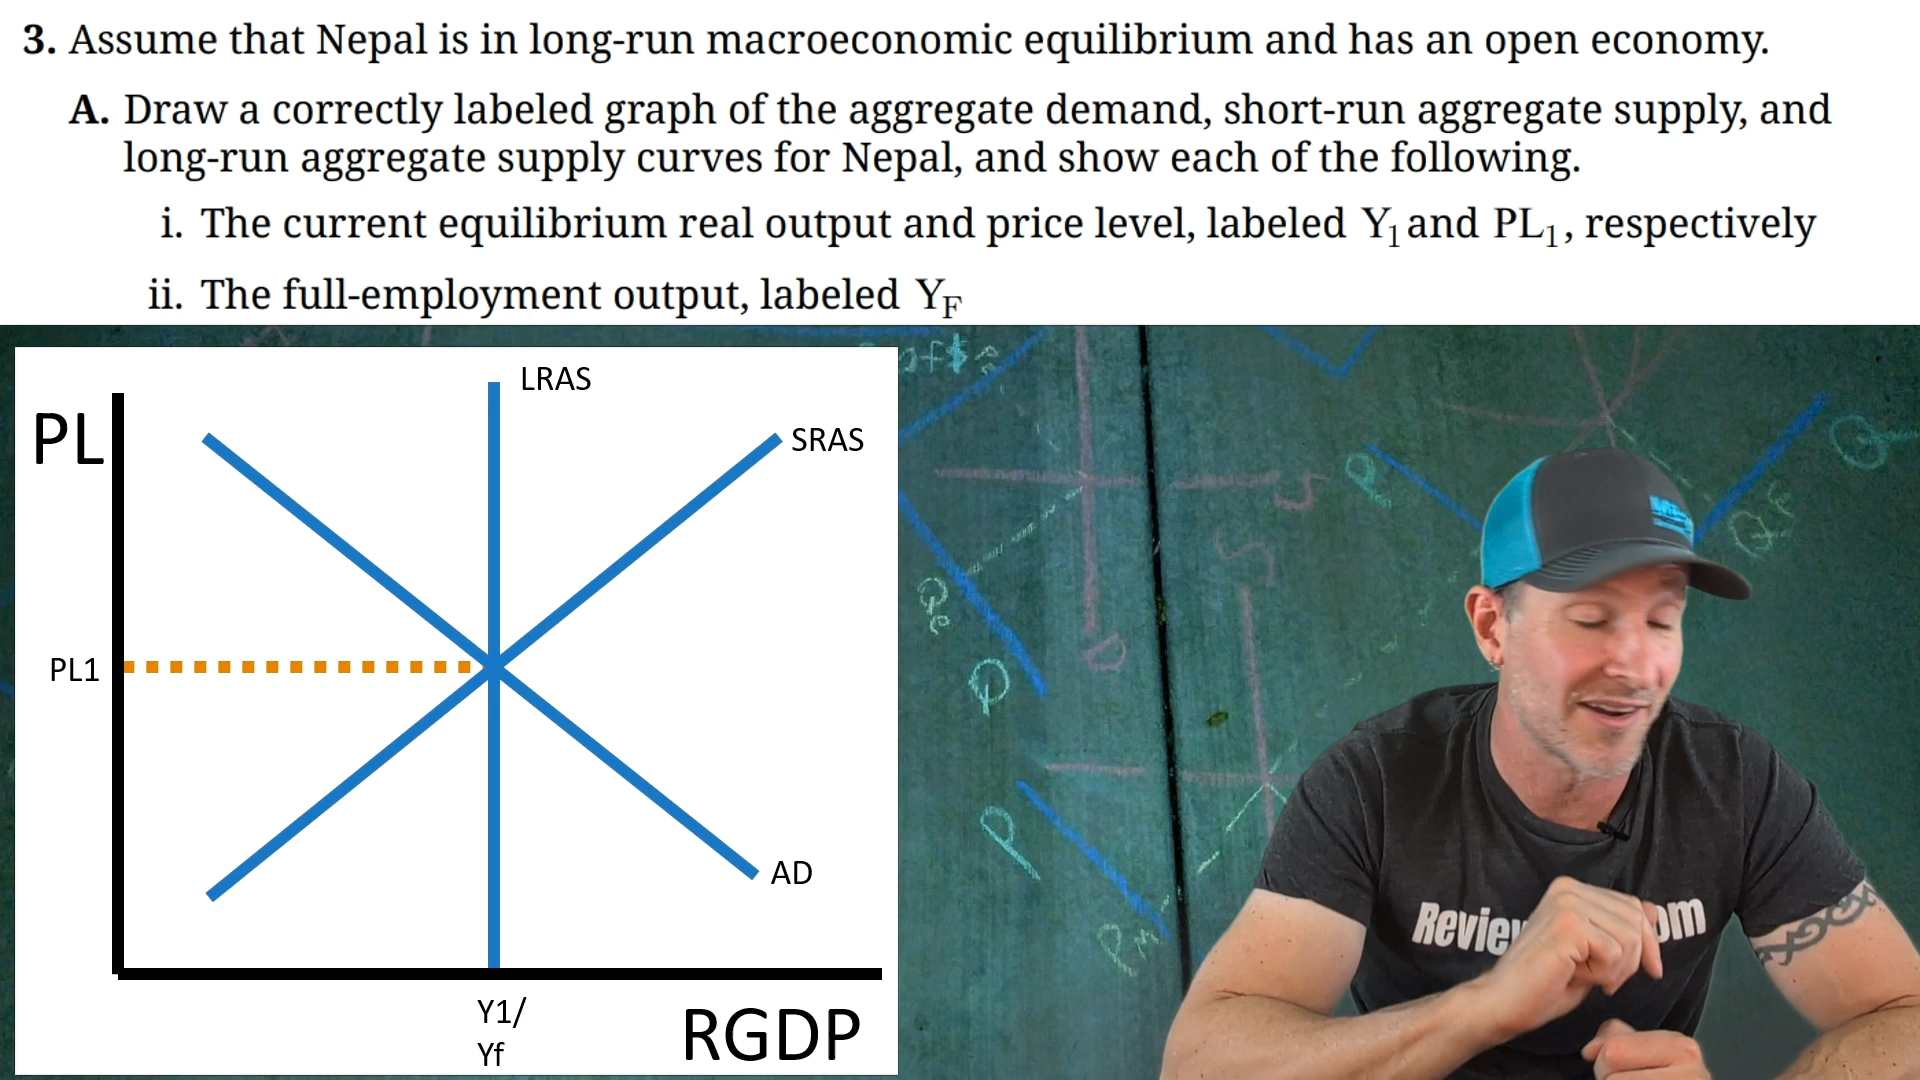 3. Assume that Nepal is in long-run macroeconomic equilibrium and has an open economy.
A. Draw a correctly labeled graph of the aggregate demand, short-run aggregate supply, and
long-run aggregate supply curves for Nepal, and show each of the following.
i. The current equilibrium real output and price level, labeled Y₁ and PL₁, respectively
ii. The full-employment output, labeled Y_F
LRAS
PL
SRAS
PL1
AD
Y1/
Yf
RGDP
P
Q
P